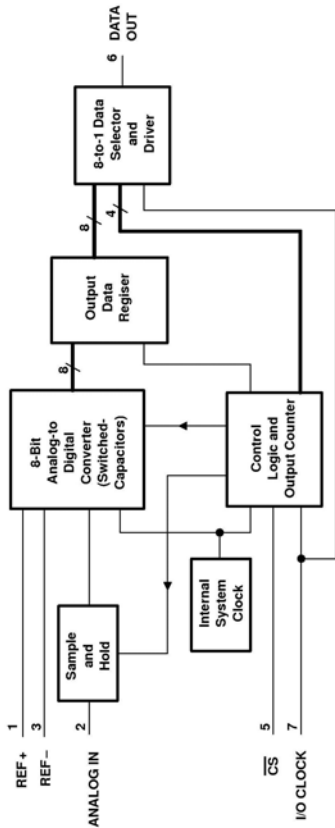 REF+
1
REF−
3
ANALOG IN
2
Sample
and
Hold
8-Bit
Analog-to
Digital
Converter
(Switched-
Capacitors)
8
Output
Data
Regiser
8
4
8-to-1 Data
Selector
and
Driver
6
DATA
OUT
Internal
System
Clock
Control
Logic and
Output Counter
CS
5
I/O CLOCK
7